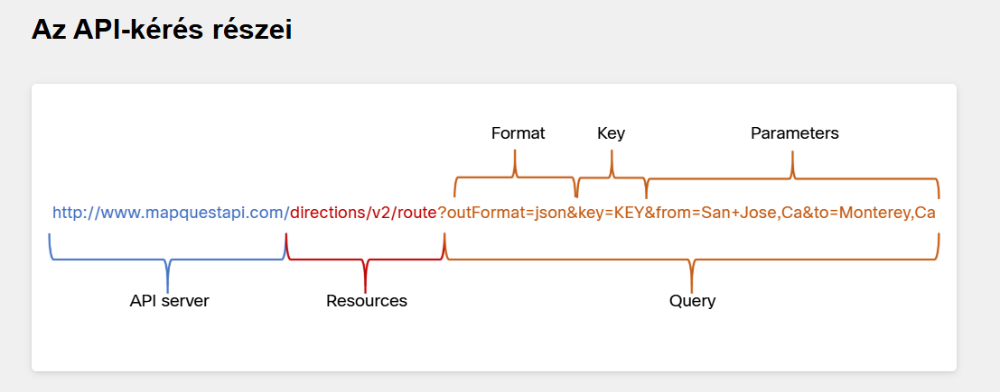 Az API-kérés részei
Format Key Parameters
http://www.mapquestapi.com/directions/v2/route?outFormat=json&key=KEY&from=San+Jose,Ca&to=Monterey,Ca
API server Resources Query